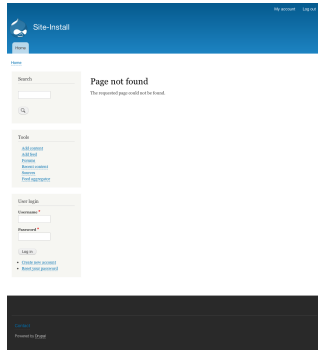 My account Log out
Site-Install
Home
Home
Search
Page not found
The requested page could not be found.
Tools
Add content
Add feed
Forums
Recent content
Sources
Feed aggregator
User login
Username *
Password *
Log in
Create new account
Reset your password
Contact
Powered by Drupal